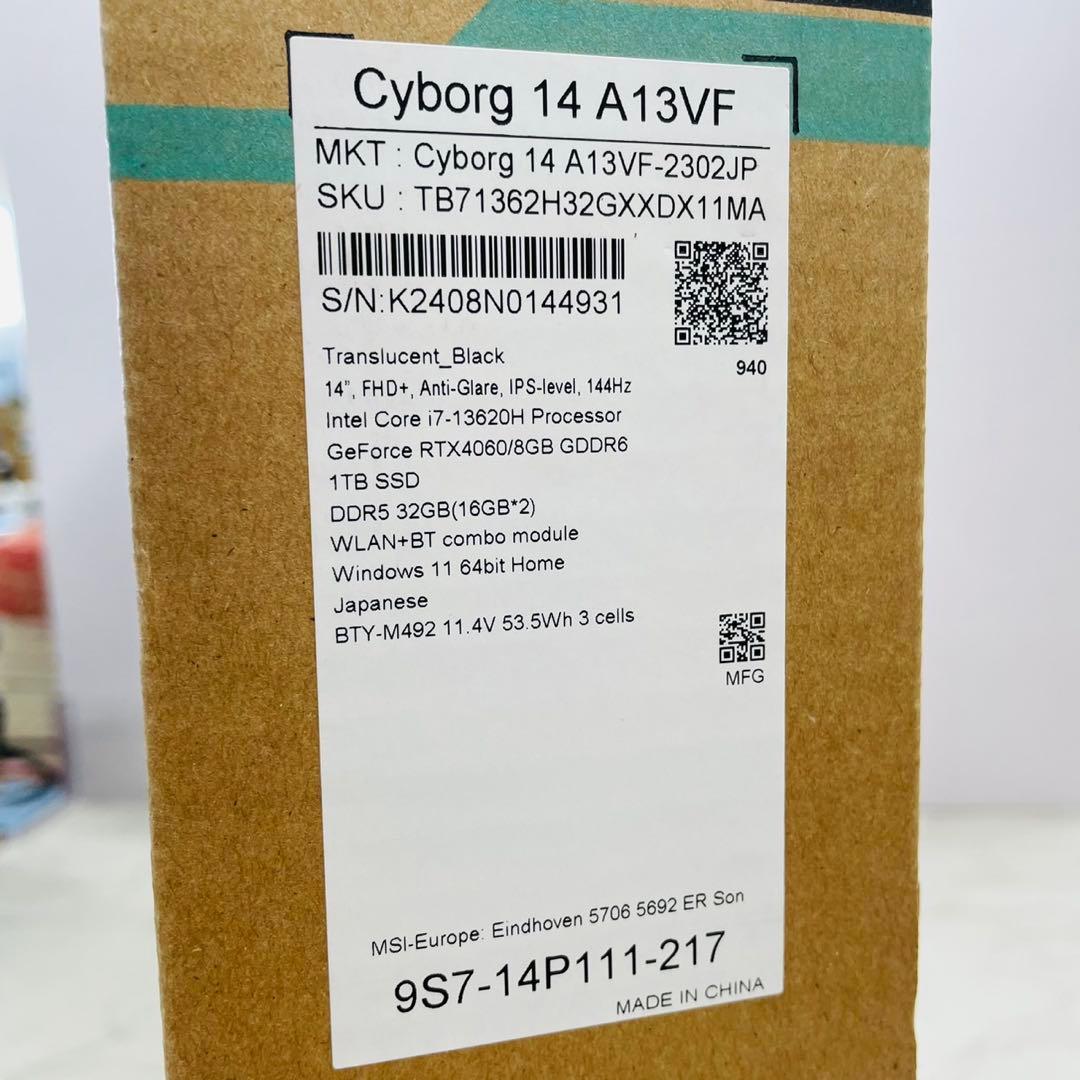 Cyborg 14 A13VF
MKT : Cyborg 14 A13VF-2302JP
SKU : TB71362H32GXXDX11MA
S/N:K2408N0144931
940
Translucent_Black
14”, FHD+, Anti-Glare, IPS-level, 144Hz
Intel Core i7-13620H Processor
GeForce RTX4060/8GB GDDR6
1TB SSD
DDR5 32GB(16GB*2)
WLAN+BT combo module
Windows 11 64bit Home
Japanese
BTY-M492 11.4V 53.5Wh 3 cells
MFG
MSI-Europe: Eindhoven 5706 5692 ER Son
9S7-14P111-217
MADE IN CHINA